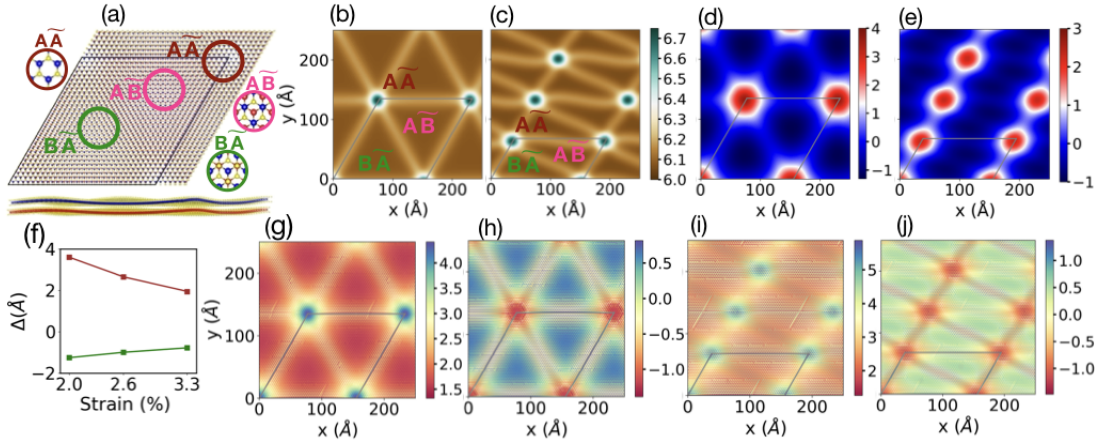 (a)
AÃ
AÃ
AB̃
AB̃
BÃ
BÃ
(b)
AÃ
AB̃
BÃ
200
100
0
y (Å)
0 100 200
x (Å)
(c)
AÃ
AB̃
BÃ
0 100 200
x (Å)
6.7
6.6
6.5
6.4
6.3
6.2
6.1
6.0
(d)
0 100 200
x (Å)
4
3
2
1
0
−1
(e)
0 100 200
x (Å)
3
2
1
0
−1
(f)
Δ(Å)
4
2
0
−2
2.0 2.6 3.3
Strain (%)
(g)
y (Å)
200
100
0
0 100 200
x (Å)
4.0
3.5
3.0
2.5
2.0
1.5
(h)
0 100 200
x (Å)
0.5
0.0
−0.5
−1.0
(i)
0 100 200
x (Å)
5
4
3
2
(j)
0 100 200
x (Å)
1.0
0.5
0.0
−0.5
−1.0